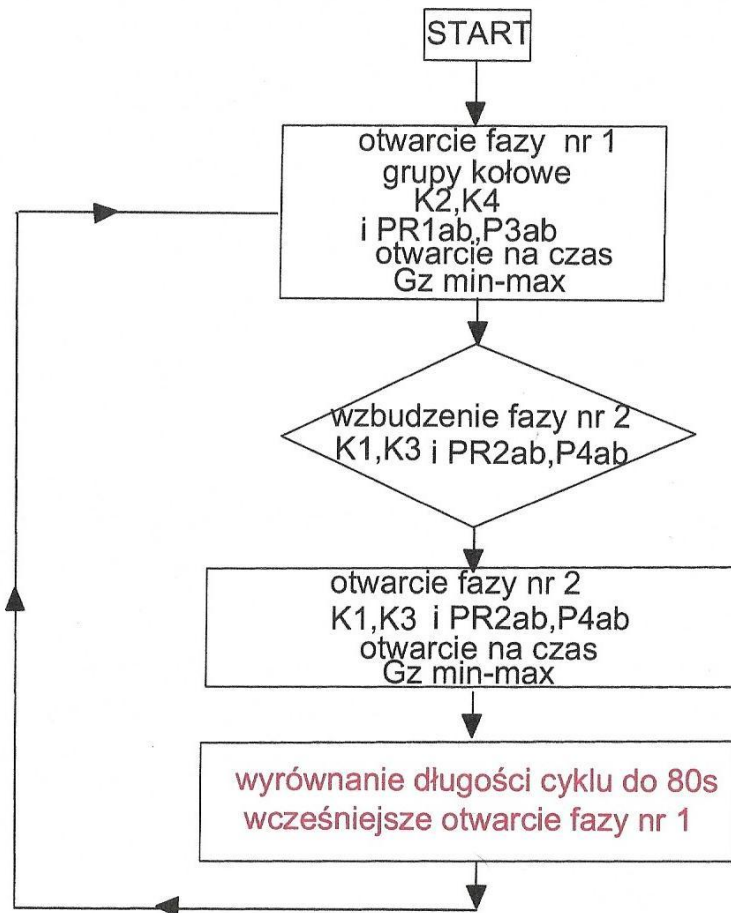 START
otwarcie fazy nr 1
grupy kołowe
K2,K4
i PR1ab,P3ab
otwarcie na czas
Gz min-max
wzbudzenie fazy nr 2
K1,K3 i PR2ab,P4ab
otwarcie fazy nr 2
K1,K3 i PR2ab,P4ab
otwarcie na czas
Gz min-max
wyrównanie długości cyklu do 80s
wcześniejsze otwarcie fazy nr 1